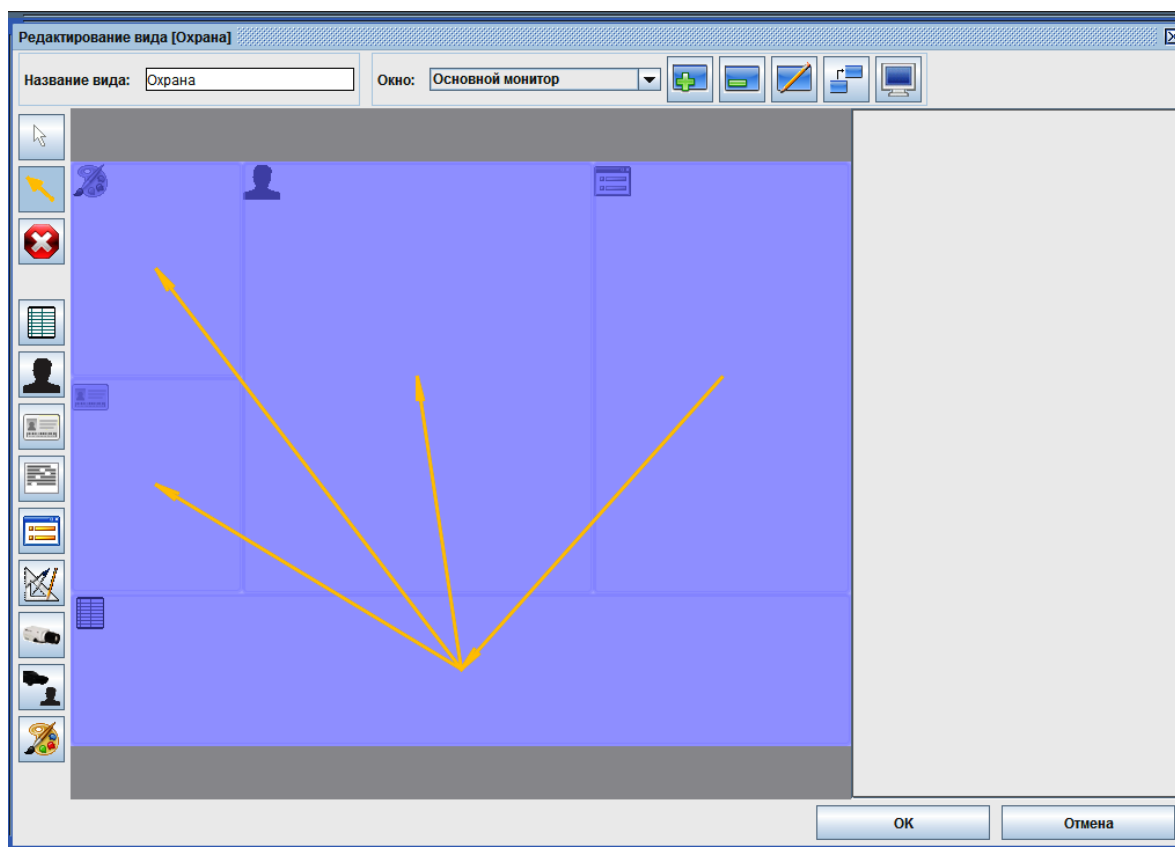 Редактирование вида [Охрана]
Название вида: Охрана
Окно: Основной монитор
OK
Отмена